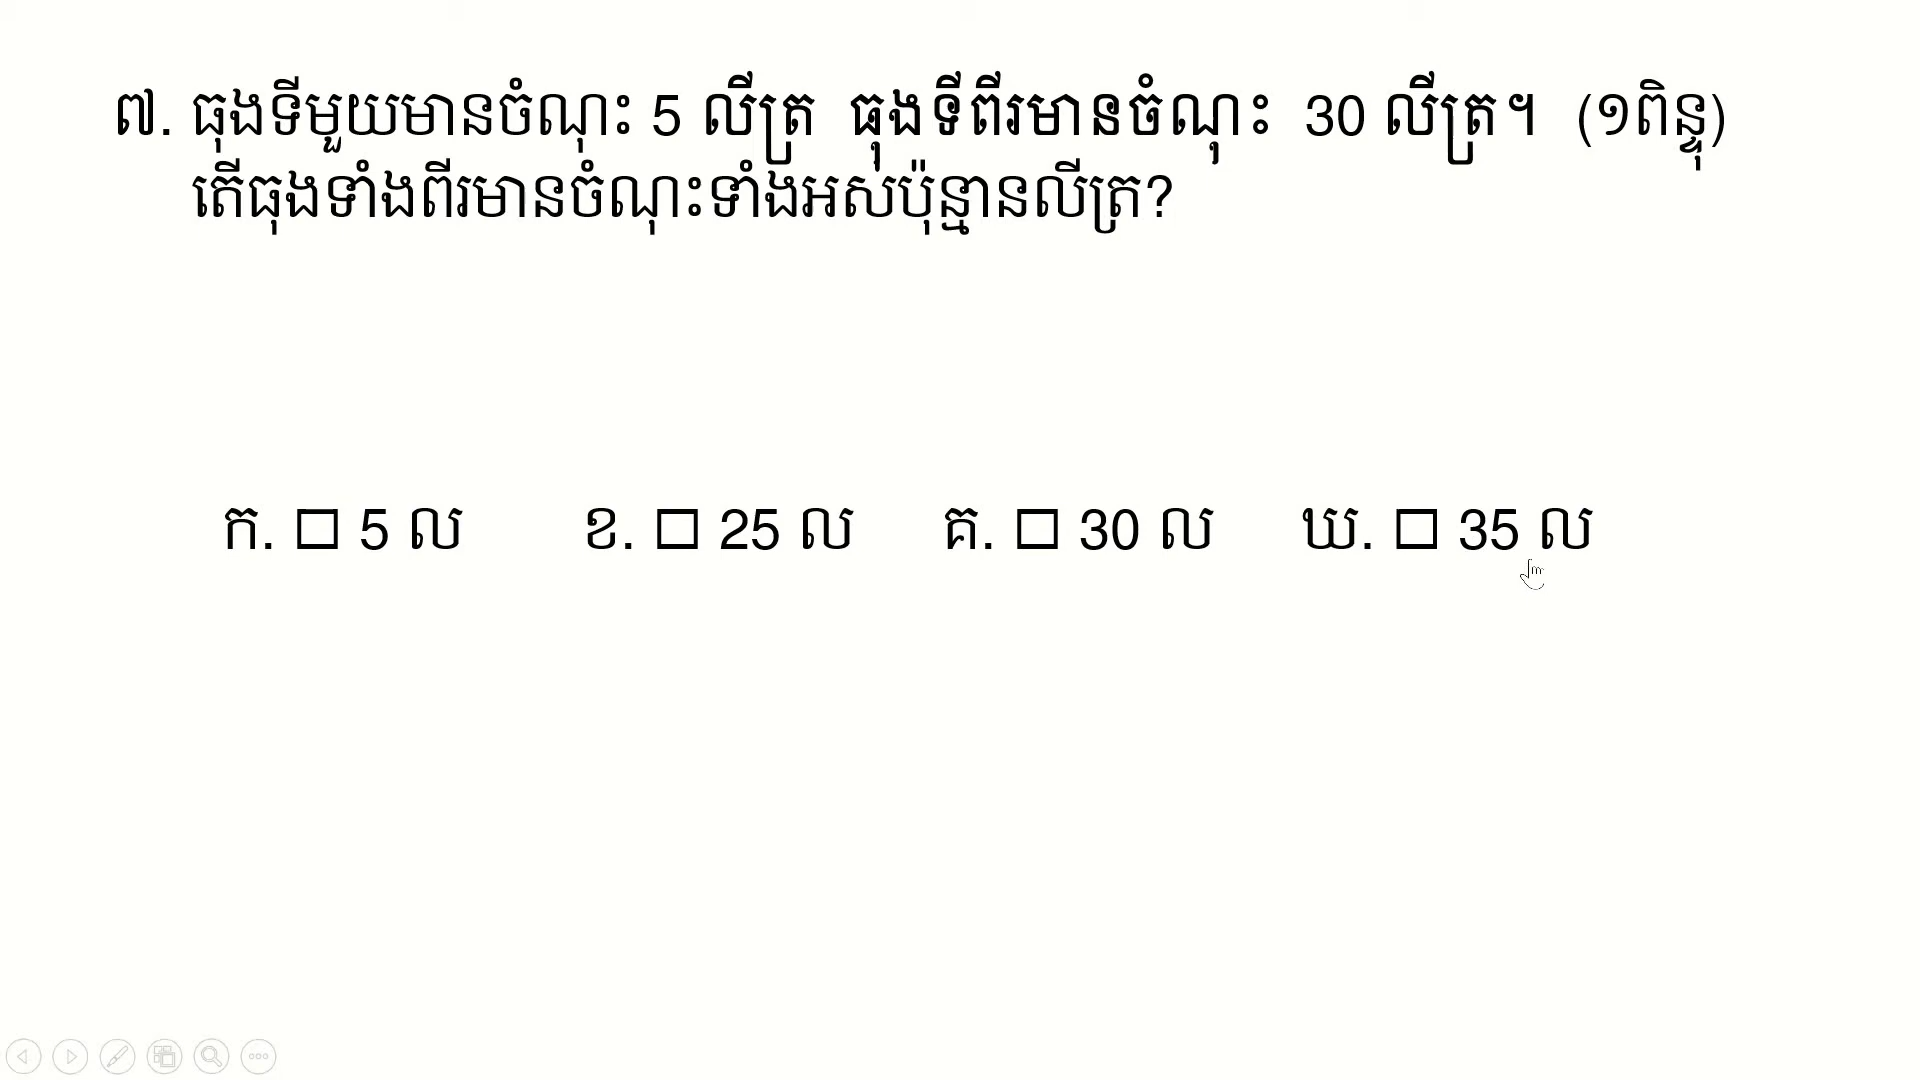 ៧. ធុងទីមួយមានចំណុះ 5 លីត្រ ធុងទីពីរមានចំណុះ 30 លីត្រ។ (១ពិន្ទុ)
តើធុងទាំងពីរមានចំណុះទាំងអស់ប៉ុន្មានលីត្រ?
ក. □ 5 ល ខ. □ 25 ល គ. □ 30 ល ឃ. □ 35 ល